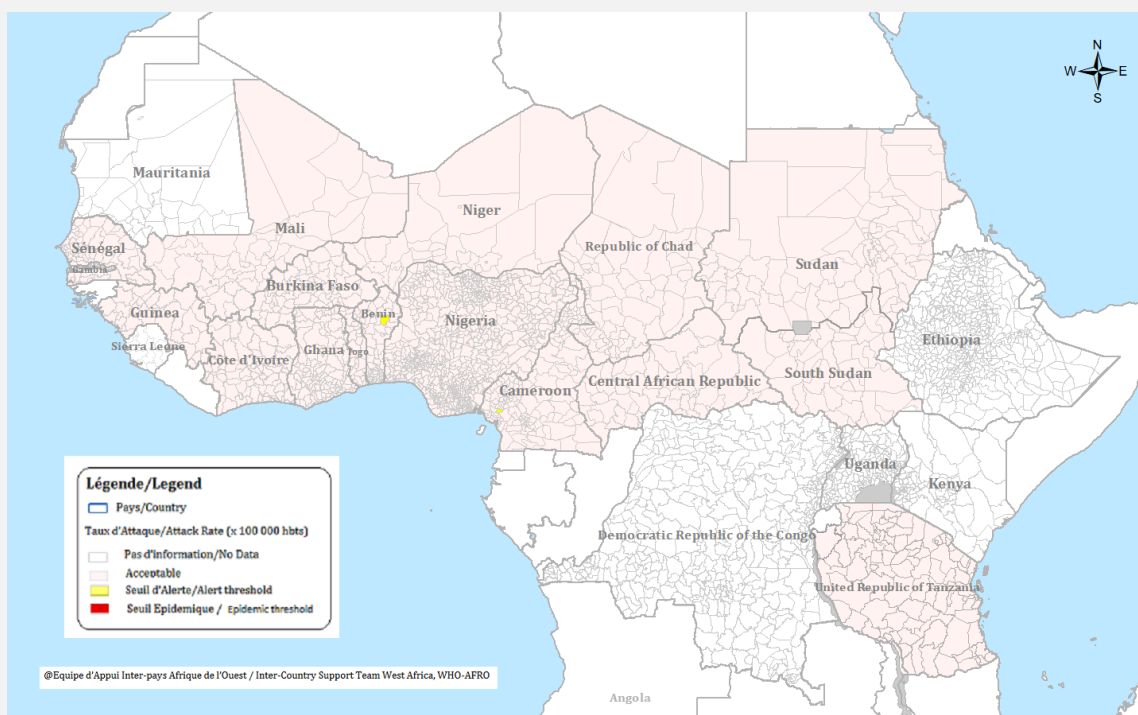 N
W E
S
Mauritania
Mali
Niger
Republic of Chad
Sudan
Sénégal
Gambia
Burkina Faso
Benin
Nigeria
Guinea
Sierra Leone
Côte d'Ivoire
Ghana
Togo
Ethiopia
Cameroon
Central African Republic
South Sudan
Uganda
Kenya
Democratic Republic of the Congo
United Republic of Tanzania
Angola
Légende/Legend
Pays/Country
Taux d'Attaque/Attack Rate (x 100 000 hbts)
Pas d'information/No Data
Acceptable
Seuil d'Alerte/Alert threshold
Seuil Epidemique / Epidemic threshold
@Equipe d'Appui Inter-pays Afrique de l'Ouest / Inter-Country Support Team West Africa, WHO-AFRO